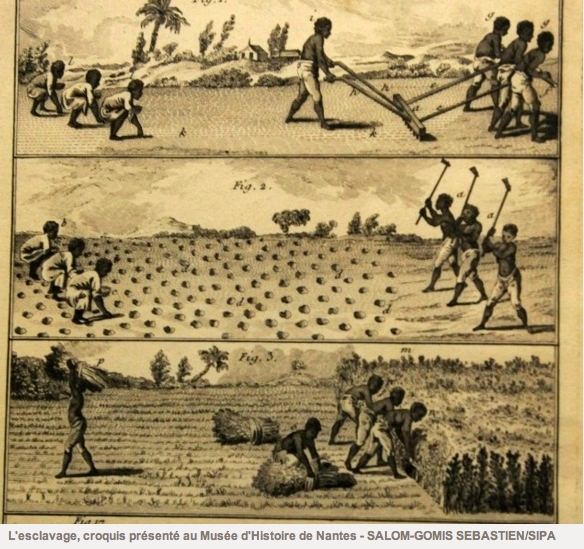 Fig. 1.
i
g
g
l
h
k
k
Fig. 2.
a
a
a
b
d
d
d
d
Fig. 3.
p
m
L'esclavage, croquis présenté au Musée d'Histoire de Nantes - SALOM-GOMIS SEBASTIEN/SIPA